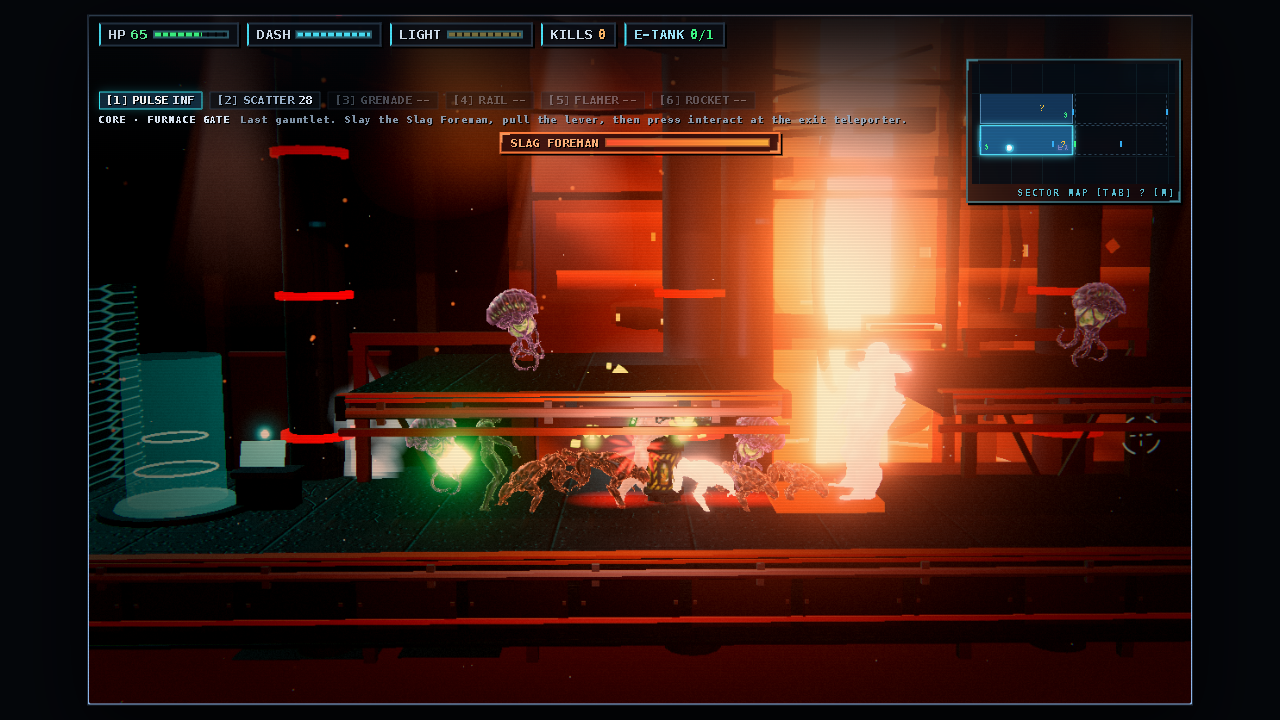 HP 65 DASH LIGHT KILLS 0 E-TANK 0/1
[1] PULSE INF [2] SCATTER 28 [3] GRENADE -- [4] RAIL -- [5] FLAMER -- [6] ROCKET --
CORE · FURNACE GATE Last gauntlet. Slay the Slag Foreman, pull the lever, then press interact at the exit teleporter.
SLAG FOREMAN
?
3
3
?
SECTOR MAP [TAB] ? [M]